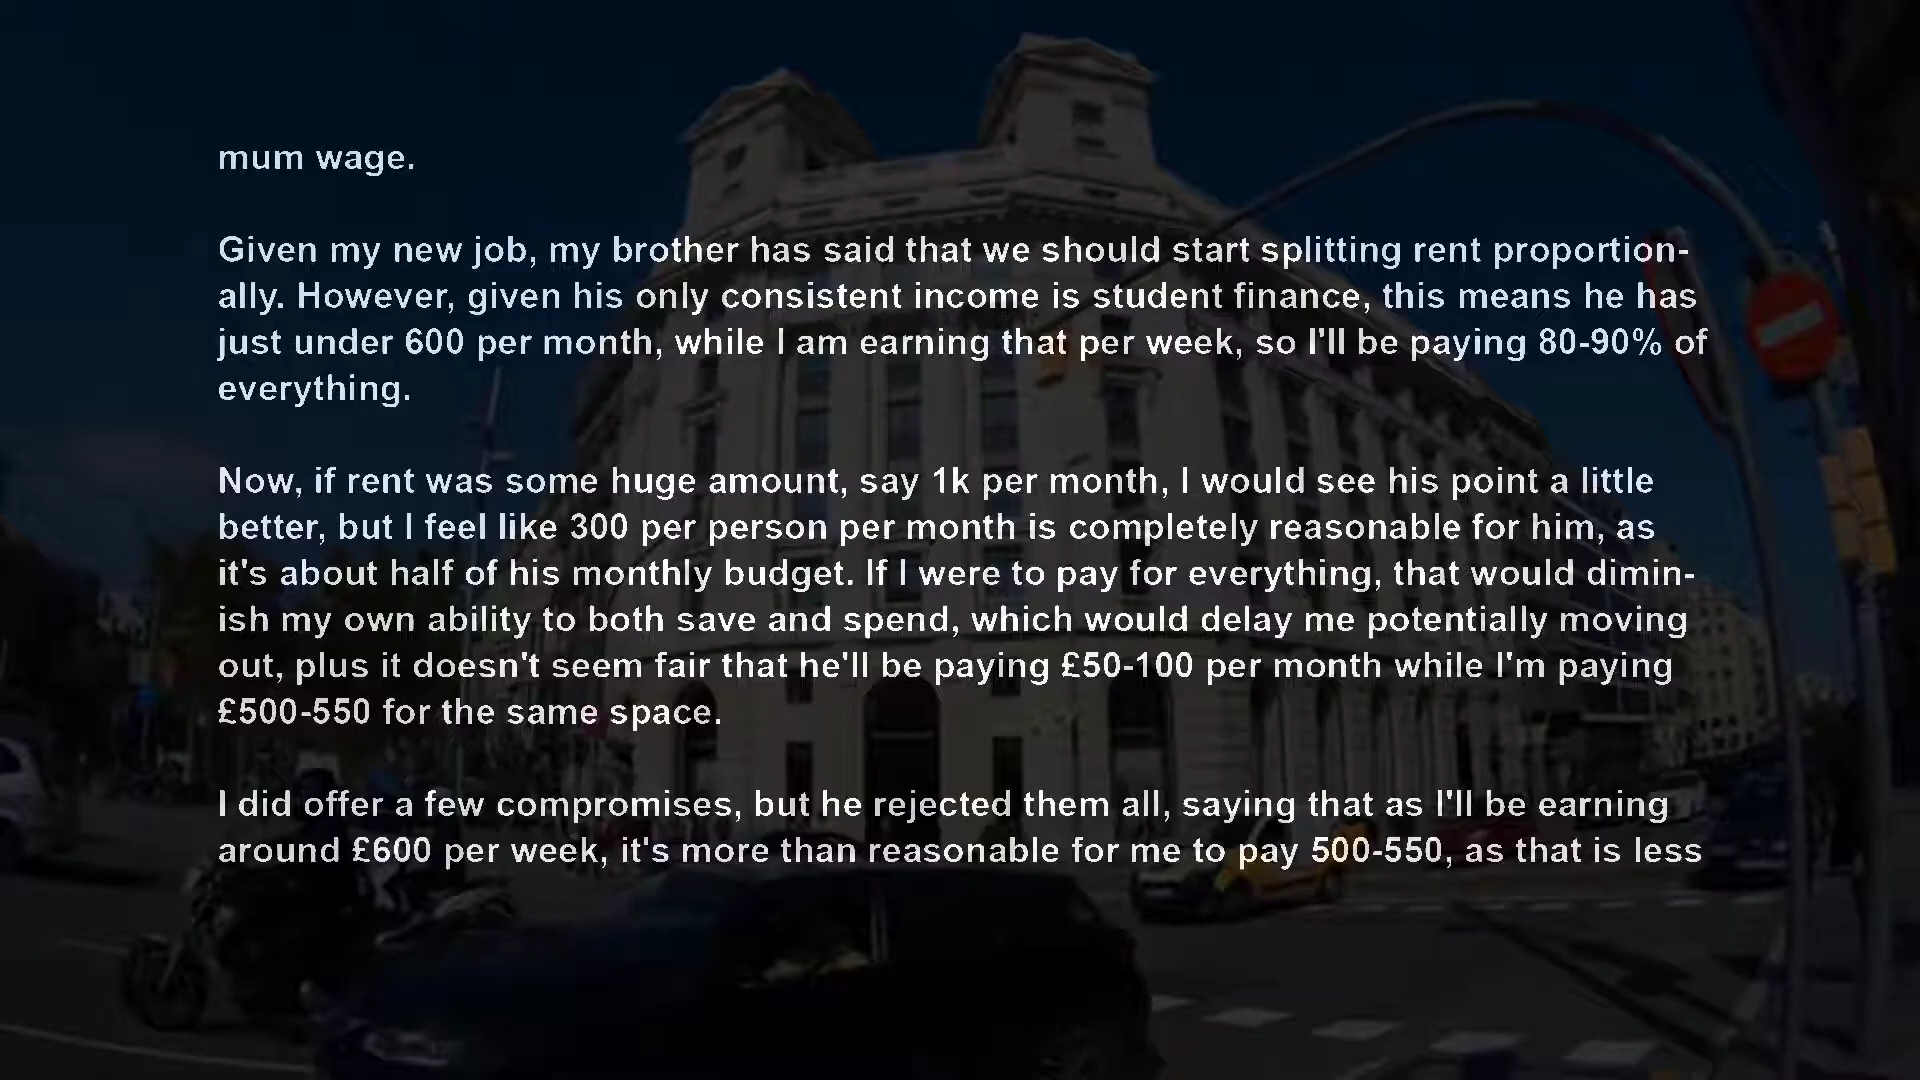 mum wage.
Given my new job, my brother has said that we should start splitting rent proportion-
ally. However, given his only consistent income is student finance, this means he has
just under 600 per month, while I am earning that per week, so I'll be paying 80-90% of
everything.
Now, if rent was some huge amount, say 1k per month, I would see his point a little
better, but I feel like 300 per person per month is completely reasonable for him, as
it's about half of his monthly budget. If I were to pay for everything, that would dimin-
ish my own ability to both save and spend, which would delay me potentially moving
out, plus it doesn't seem fair that he'll be paying £50-100 per month while I'm paying
£500-550 for the same space.
I did offer a few compromises, but he rejected them all, saying that as I'll be earning
around £600 per week, it's more than reasonable for me to pay 500-550, as that is less